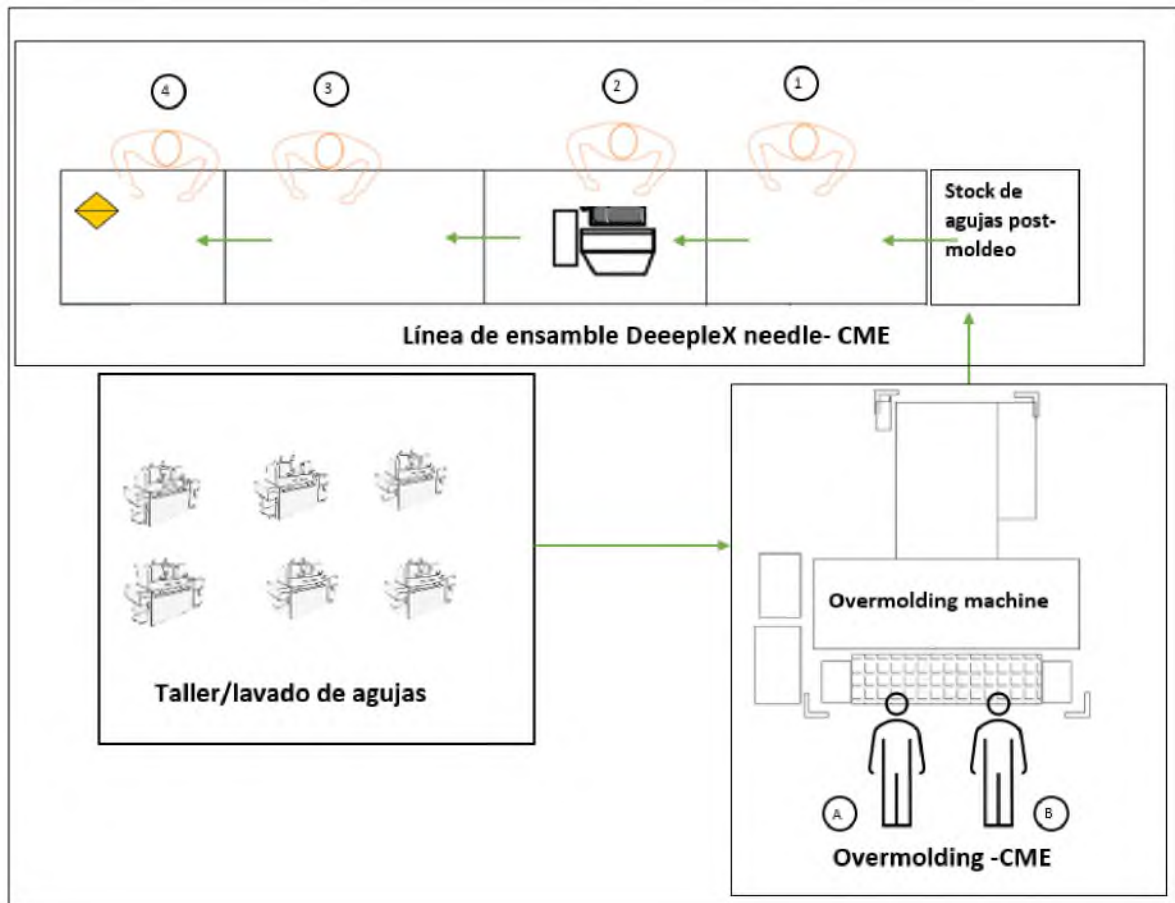 4
3
2
1
Stock de
agujas post-
moldeo
Línea de ensamble DeeepleX needle- CME
Overmolding machine
Taller/lavado de agujas
A
B
Overmolding -CME